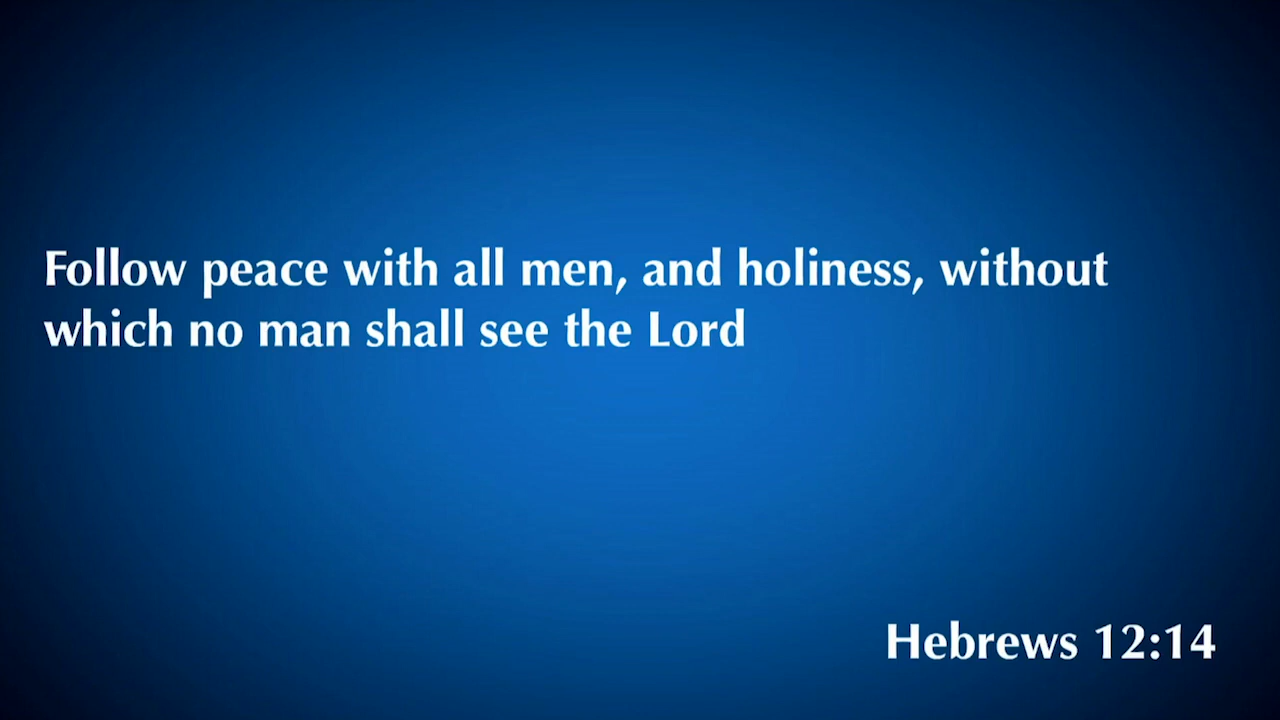 Follow peace with all men, and holiness, without
which no man shall see the Lord
Hebrews 12:14